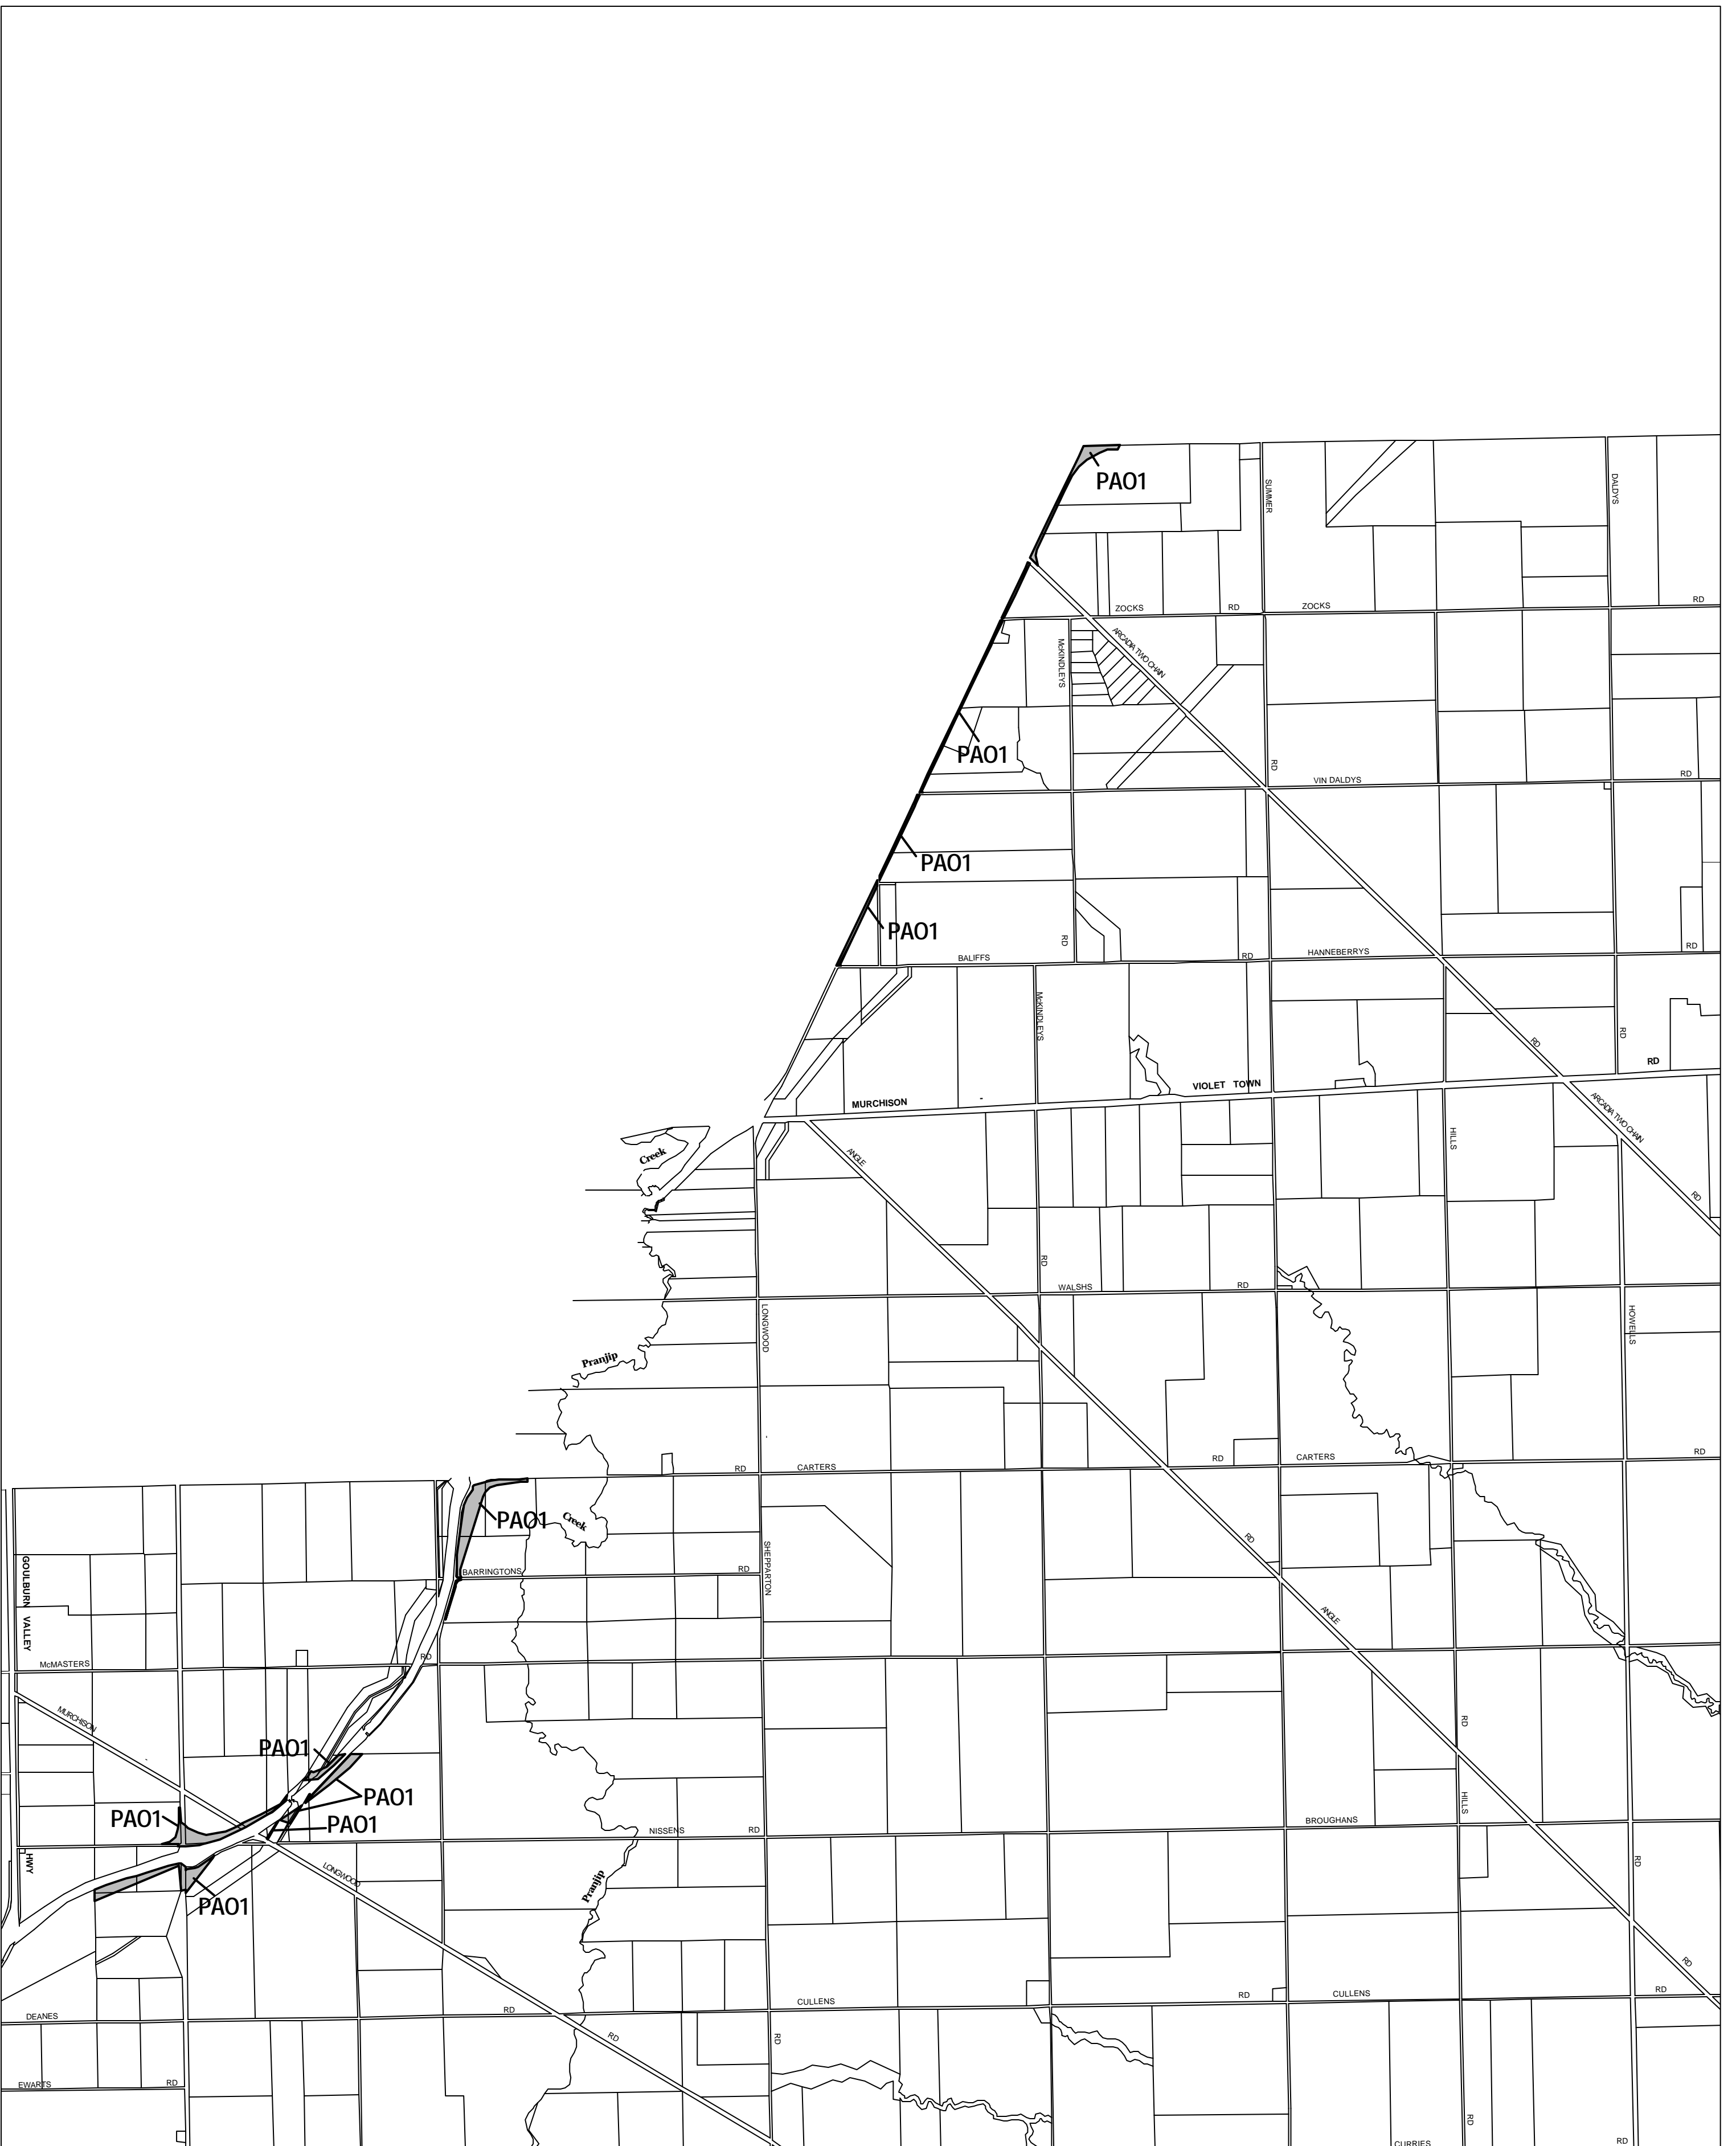 PAO1
SUMMER
DALDYS
ZOCKS RD ZOCKS RD
McKINDLEYS
ARCADIA TWO CHAIN
PAO1
RD
VIN DALDYS RD
PAO1
PAO1
RD
BALIFFS RD HANNEBERRYS RD
McKINDLEYS
RD
RD
RD
MURCHISON - VIOLET TOWN
ARCADIA TWO CHAIN
HILLS
ANGLE
Creek
RD
RD
WALSHS RD
LONGWOOD
HOWELLS
Pranjip
RD CARTERS RD CARTERS RD
PAO1
Creek
RD
SHEPPARTON
BARRINGTONS RD
GOULBURN VALLEY
ANGLE
McMASTERS RD
MURCHISON
-
RD
PAO1
PAO1
HILLS
PAO1
PAO1
NISSENS RD
BROUGHANS
HWY
RD
LONGWOOD
Pranjip
PAO1
RD
CULLENS RD CULLENS RD
DEANES RD
RD
RD
EWARTS RD
RD
CURRIES RD